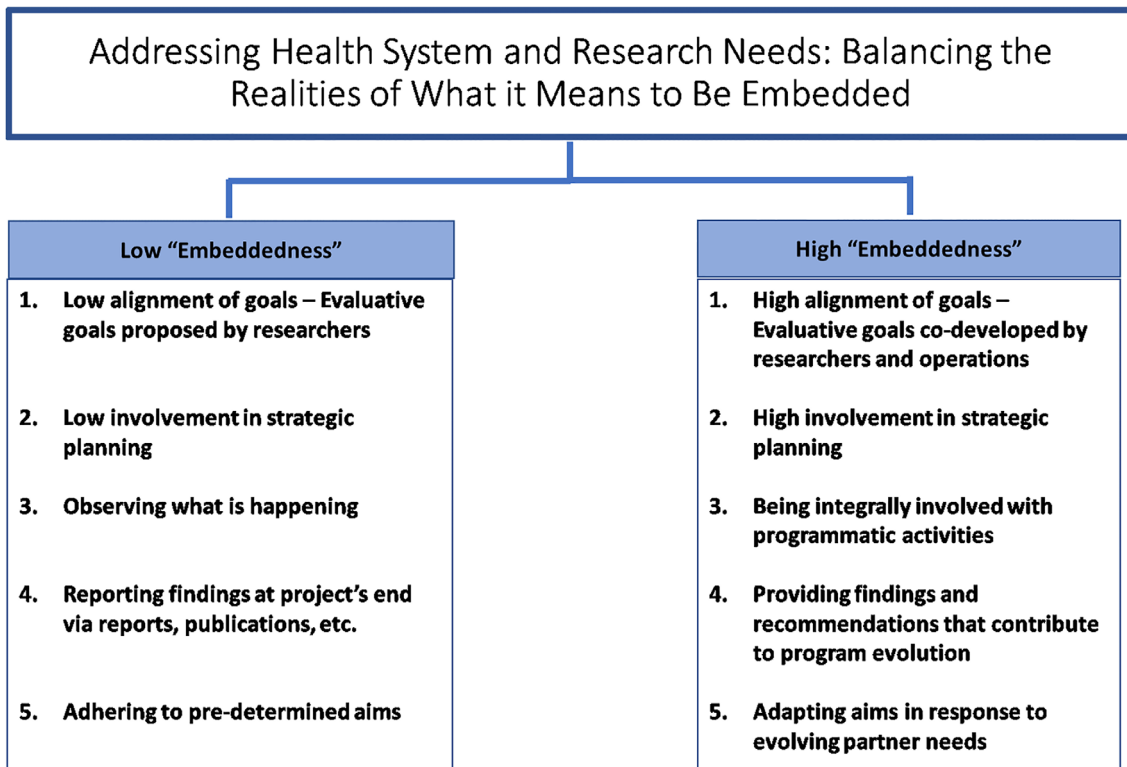 Addressing Health System and Research Needs: Balancing the
Realities of What it Means to Be Embedded
Low “Embeddedness”
1. Low alignment of goals – Evaluative
goals proposed by researchers
2. Low involvement in strategic
planning
3. Observing what is happening
4. Reporting findings at project’s end
via reports, publications, etc.
5. Adhering to pre-determined aims
High “Embeddedness”
1. High alignment of goals –
Evaluative goals co-developed by
researchers and operations
2. High involvement in strategic
planning
3. Being integrally involved with
programmatic activities
4. Providing findings and
recommendations that contribute
to program evolution
5. Adapting aims in response to
evolving partner needs